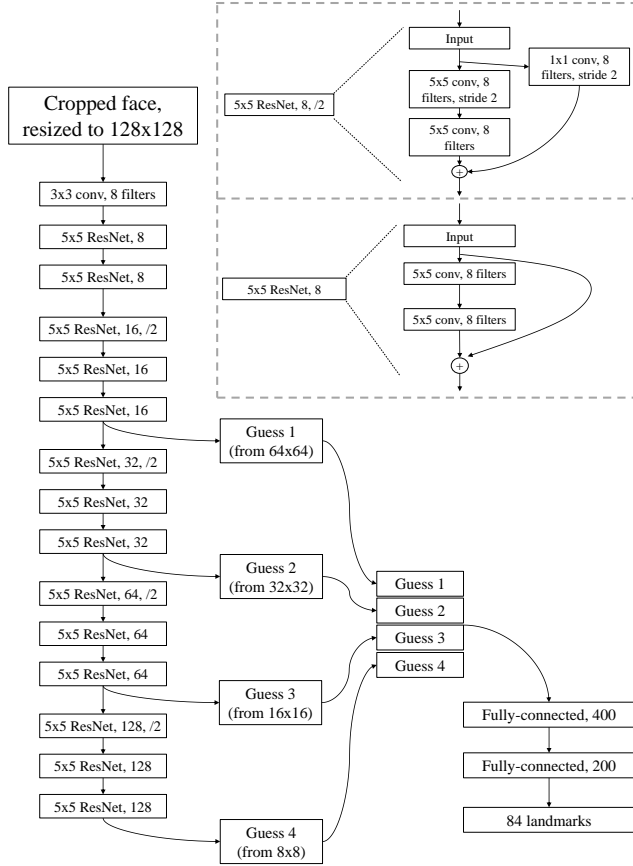 Input
1x1 conv, 8
filters, stride 2
5x5 conv, 8
filters, stride 2
5x5 ResNet, 8, /2
5x5 conv, 8
filters
+
Input
5x5 conv, 8 filters
5x5 ResNet, 8
5x5 conv, 8 filters
+
Cropped face,
resized to 128x128
3x3 conv, 8 filters
5x5 ResNet, 8
5x5 ResNet, 8
5x5 ResNet, 16, /2
5x5 ResNet, 16
5x5 ResNet, 16
5x5 ResNet, 32, /2
5x5 ResNet, 32
5x5 ResNet, 32
5x5 ResNet, 64, /2
5x5 ResNet, 64
5x5 ResNet, 64
5x5 ResNet, 128, /2
5x5 ResNet, 128
5x5 ResNet, 128
Guess 1
(from 64x64)
Guess 2
(from 32x32)
Guess 3
(from 16x16)
Guess 4
(from 8x8)
Guess 1
Guess 2
Guess 3
Guess 4
Fully-connected, 400
Fully-connected, 200
84 landmarks